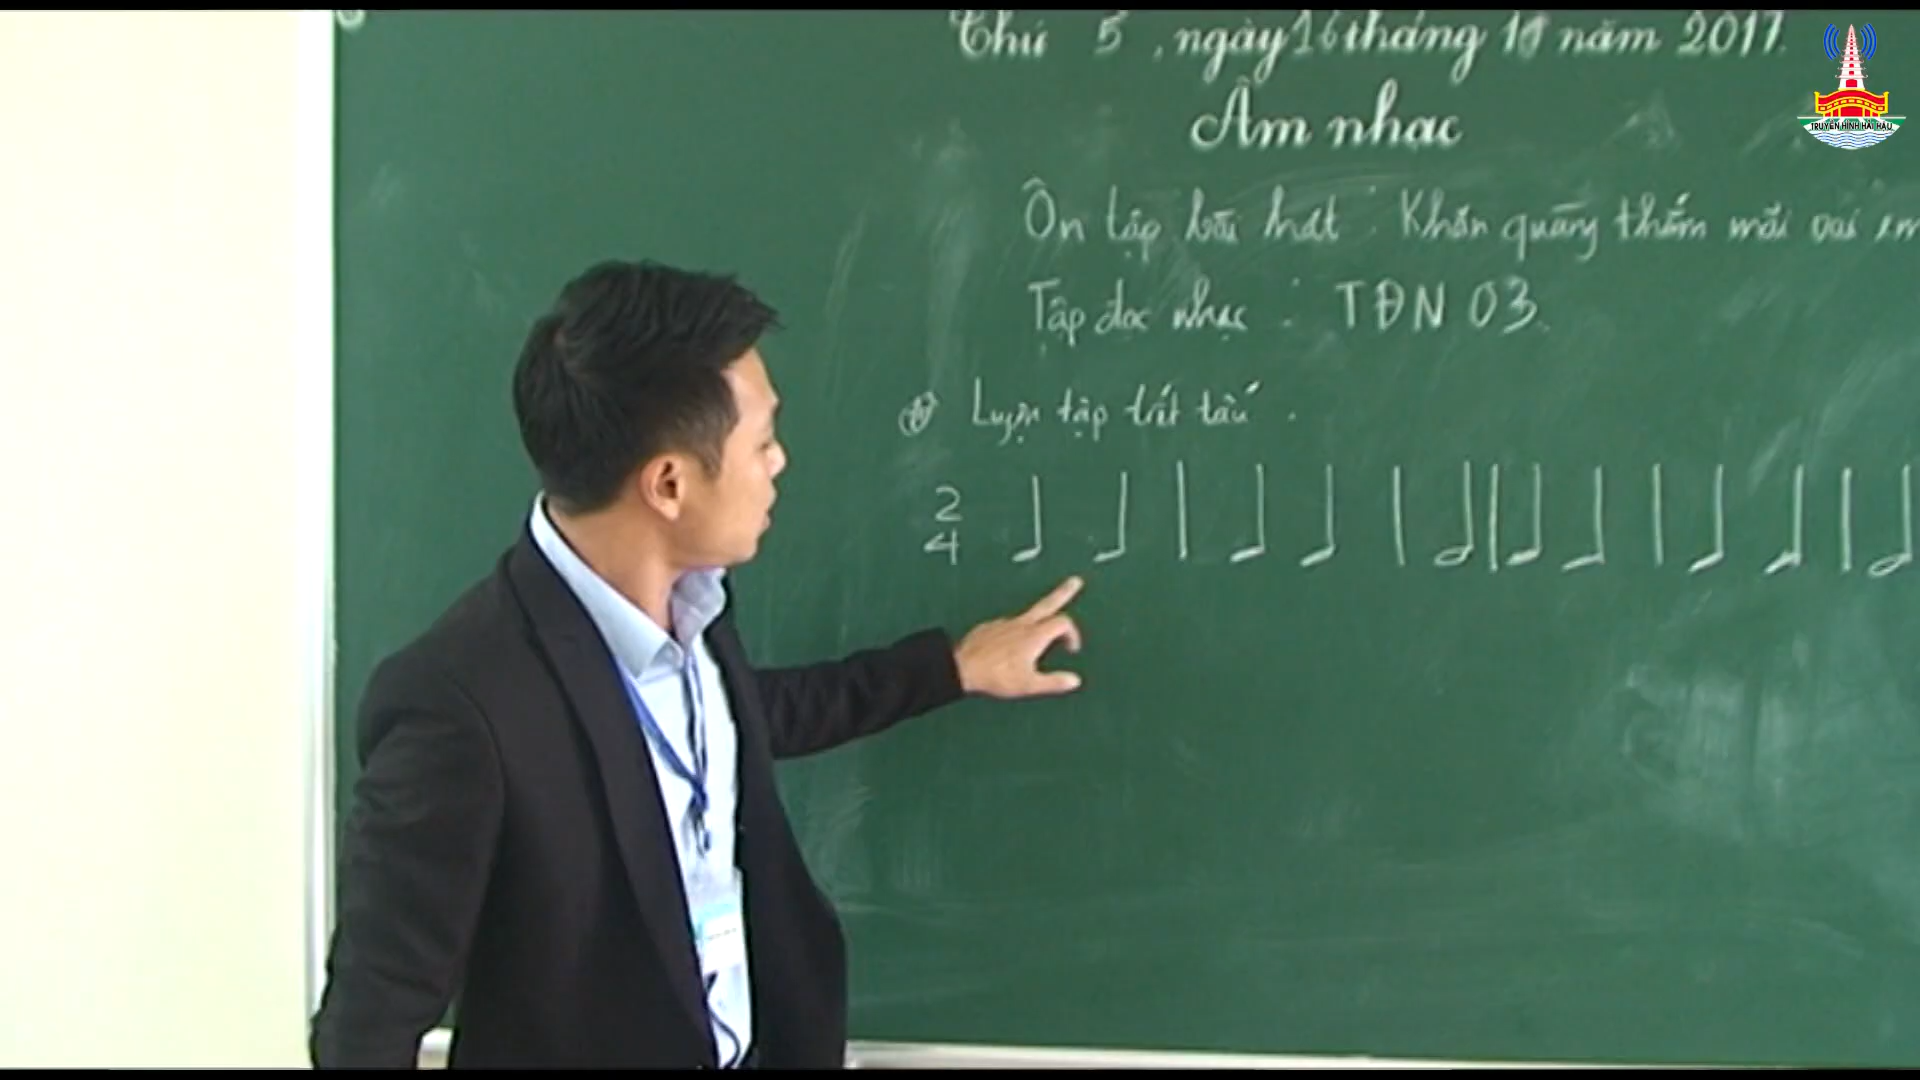 Thứ 5, ngày 16 tháng 11 năm 2017.
Âm nhạc
Ôn tập bài hát : Khăn quàng thắm mãi vai em
Tập đọc nhạc : TĐN 03.
Luyện tập tiết tấu.
2
4
TRUYỀN HÌNH HẢI HẬU